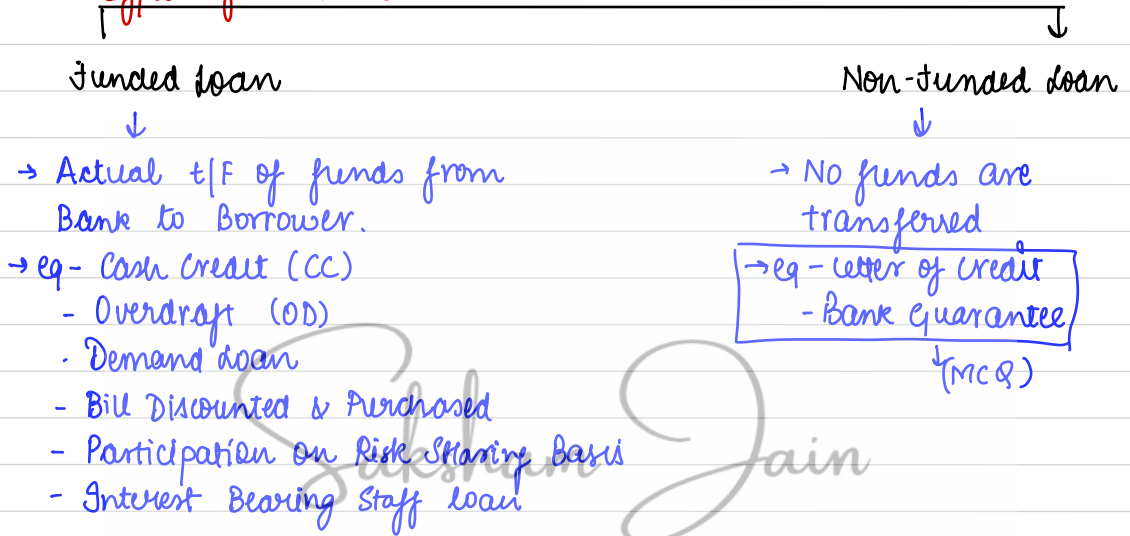 Funded Loan
→ Actual t/F of funds from
Bank to Borrower.
→ eg - Cash Credit (CC)
- Overdraft (OD)
- Demand Loan
- Bill Discounted & Purchased
- Participation on Risk Sharing Basis
- Interest Bearing Staff loan
Non-Funded Loan
→ No funds are
transferred
→ eg - Letter of Credit
- Bank Guarantee
(MCQ)
Saksham Jain